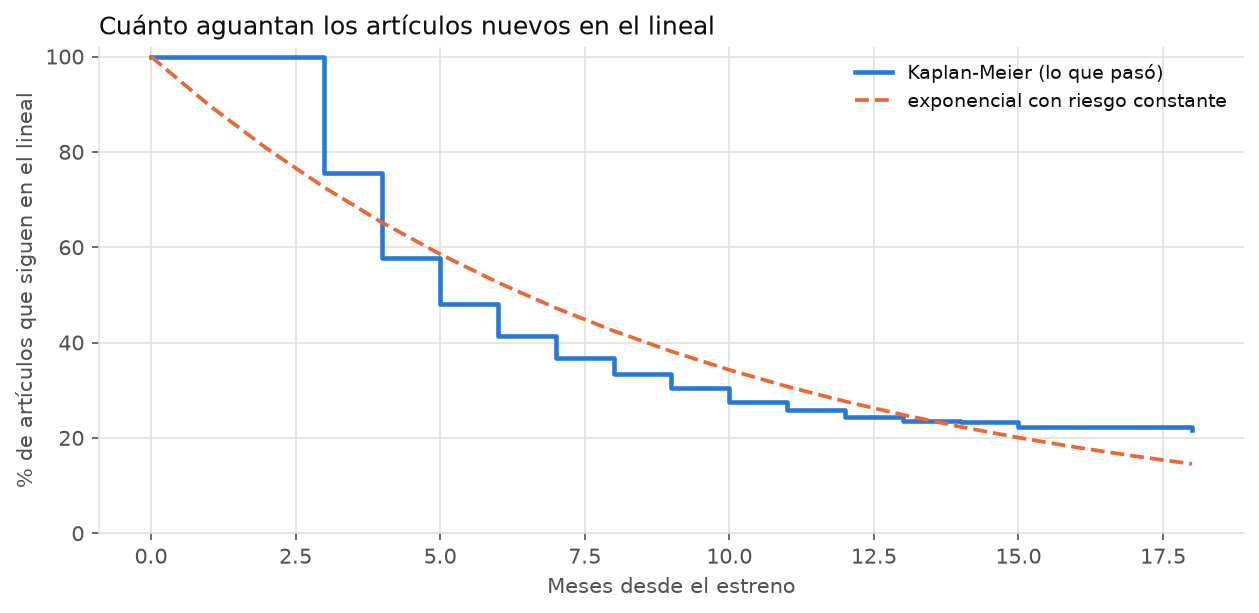 Cuánto aguantan los artículos nuevos en el lineal
Kaplan-Meier (lo que pasó)
exponencial con riesgo constante
% de artículos que siguen en el lineal
100
80
60
40
20
0
0.0 2.5 5.0 7.5 10.0 12.5 15.0 17.5
Meses desde el estreno